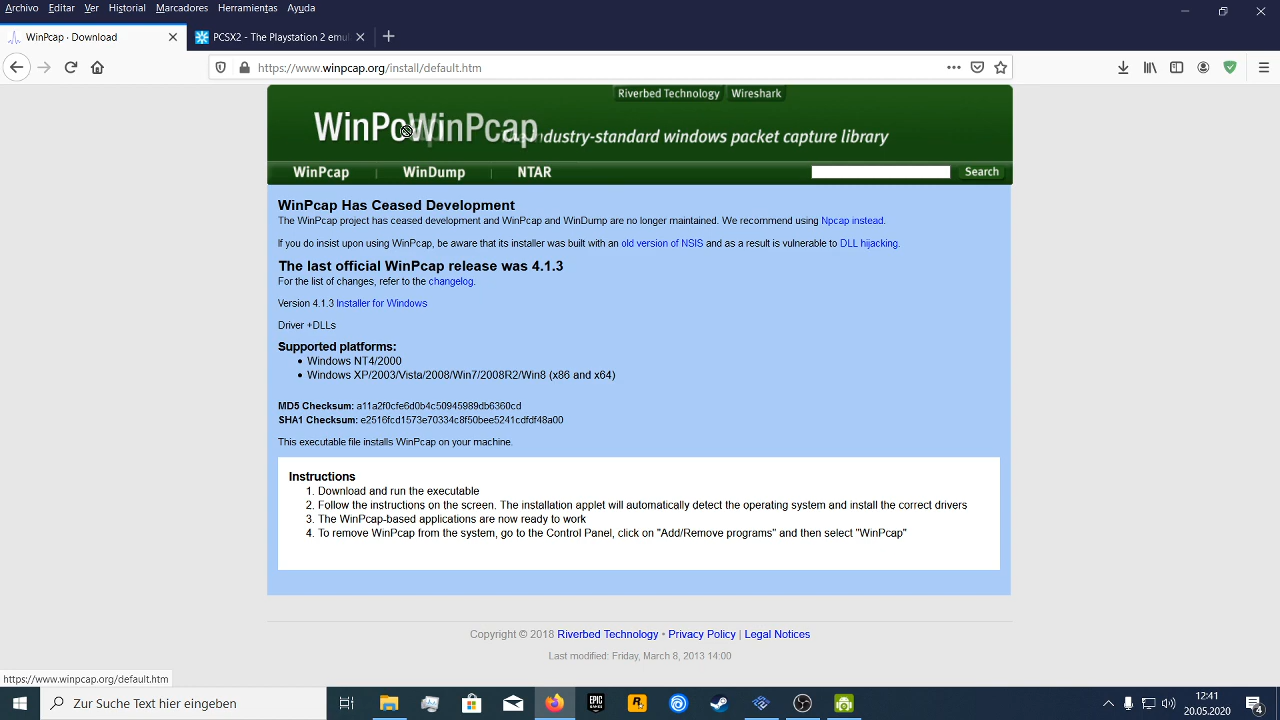 Archivo Editar Ver Historial Marcadores Herramientas Ayuda
WinPcap · Download
PCSX2 - The Playstation 2 emul
https://www.winpcap.org/install/default.htm
Riverbed Technology Wireshark
WinPc WinPcap industry-standard windows packet capture library
WinPcap | WinDump | NTAR Search
WinPcap Has Ceased Development
The WinPcap project has ceased development and WinPcap and WinDump are no longer maintained. We recommend using Npcap instead.
If you do insist upon using WinPcap, be aware that its installer was built with an old version of NSIS and as a result is vulnerable to DLL hijacking.
The last official WinPcap release was 4.1.3
For the list of changes, refer to the changelog.
Version 4.1.3 Installer for Windows
Driver +DLLs
Supported platforms:
• Windows NT4/2000
• Windows XP/2003/Vista/2008/Win7/2008R2/Win8 (x86 and x64)
MD5 Checksum: a11a2f0cfe6d0b4c50945989db6360cd
SHA1 Checksum: e2516fcd1573e70334c8f50bee5241cdfdf48a00
This executable file installs WinPcap on your machine.
Instructions
1. Download and run the executable
2. Follow the instructions on the screen. The installation applet will automatically detect the operating system and install the correct drivers
3. The WinPcap-based applications are now ready to work
4. To remove WinPcap from the system, go to the Control Panel, click on "Add/Remove programs" and then select "WinPcap"
Copyright © 2018 Riverbed Technology • Privacy Policy | Legal Notices
Last modified: Friday, March 8, 2013 14:00
https://www.winpcap.org/default.htm
Zur Suche Text hier eingeben
EPIC GAMES
R
12:41
20.05.2020
4